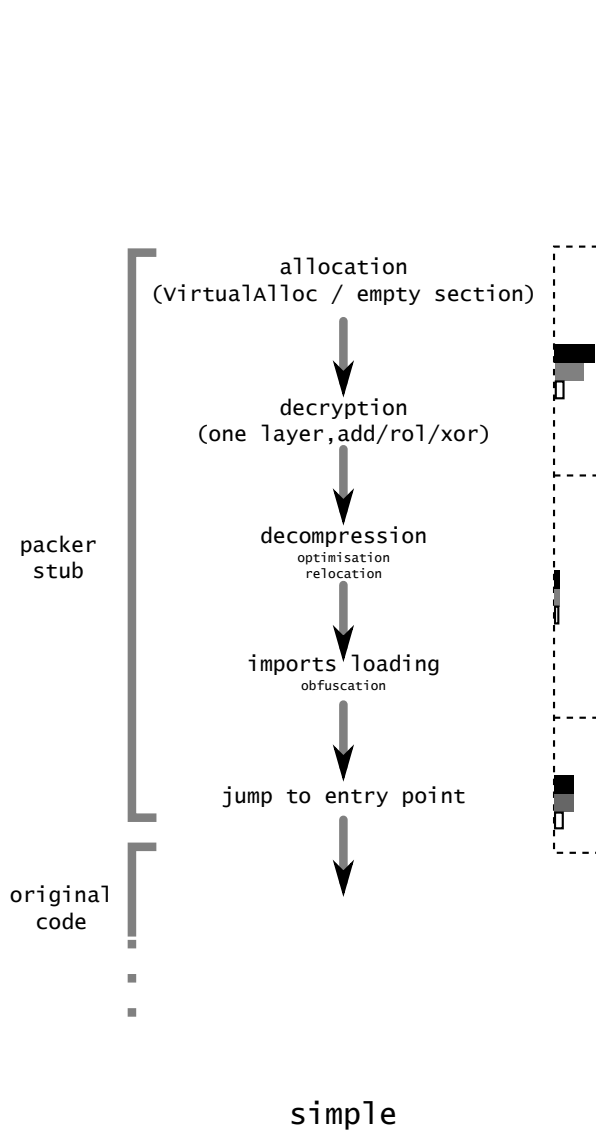 allocation
(VirtualAlloc / empty section)
decryption
(one layer,add/rol/xor)
decompression
optimisation
relocation
packer
stub
imports loading
obfuscation
jump to entry point
original
code
simple